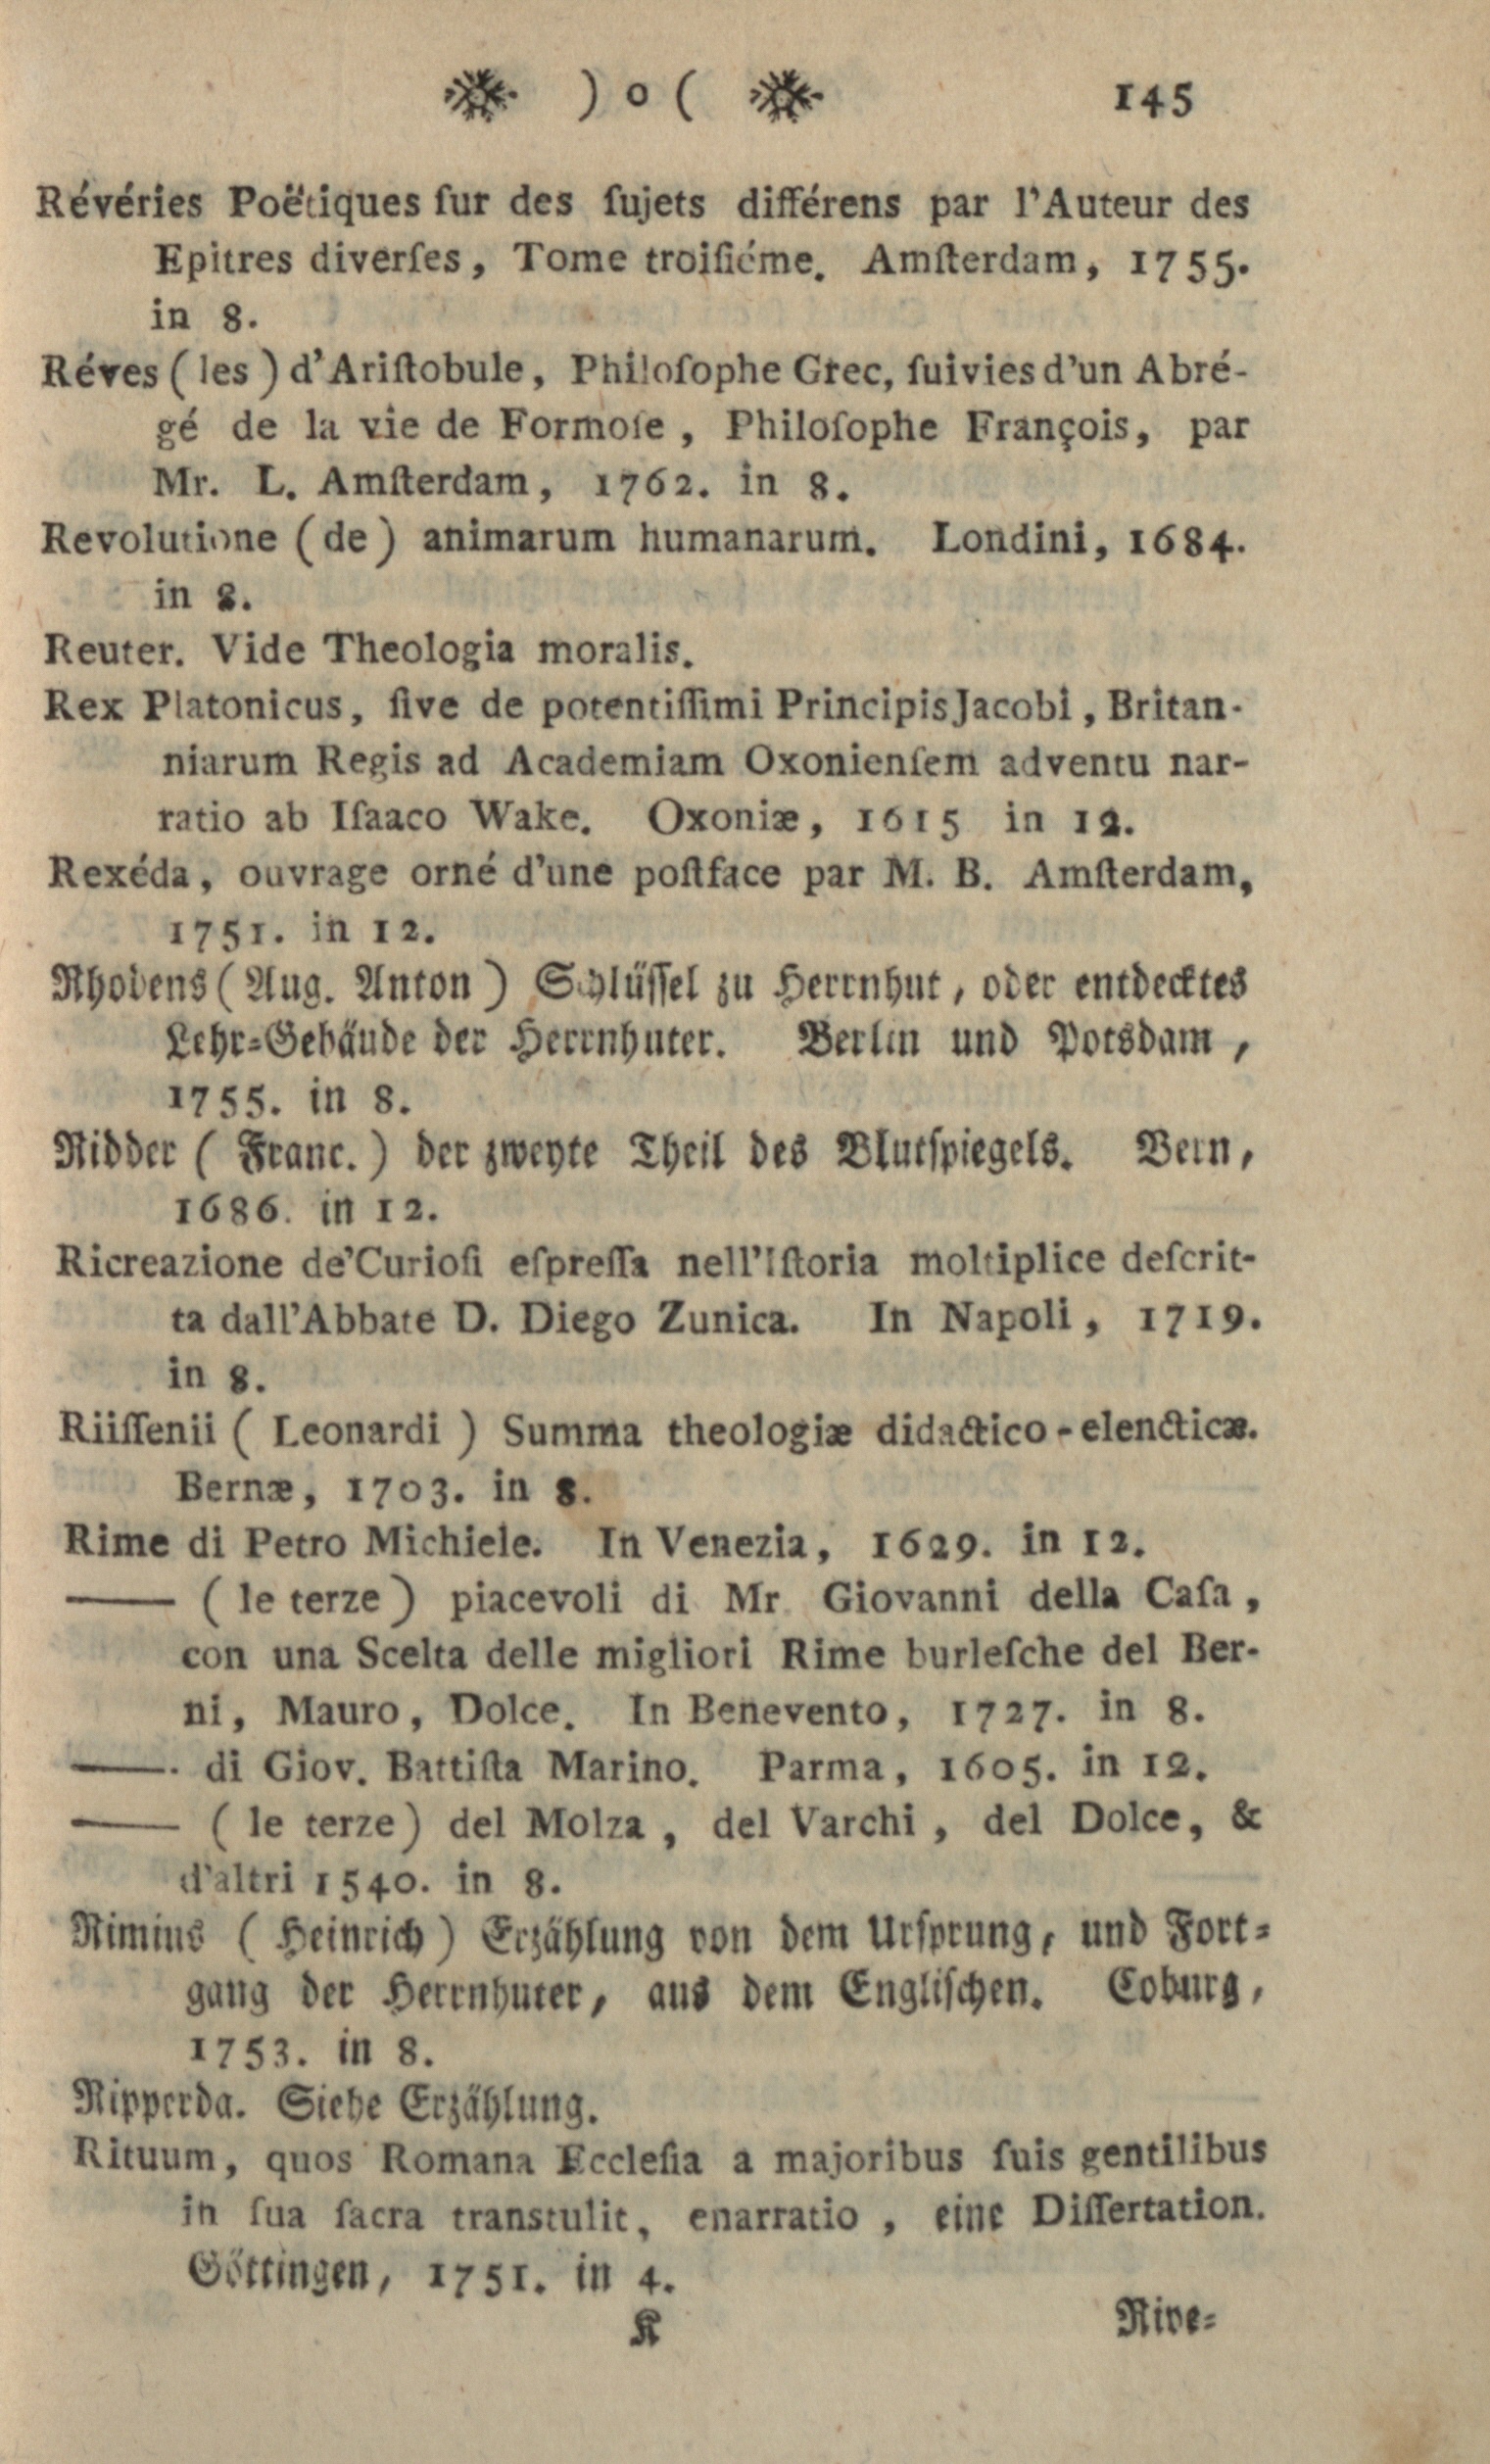 ) o ( 145
Révéries Poëtiques ſur des ſujets différens par l'Auteur des
Epitres diverſes, Tome troiſiéme. Amſterdam, 1755.
in 8.
Réves (les) d'Ariſtobule, Philoſophe Grec, ſuivies d'un Abré-
gé de la vie de Formoſe, Philoſophe François, par
Mr. L. Amſterdam, 1762. in 8.
Revolutione (de) animarum humanarum. Londini, 1684.
in 8.
Reuter. Vide Theologia moralis.
Rex Platonicus, ſive de potentiſſimi Principis Jacobi, Britan-
niarum Regis ad Academiam Oxonienſem adventu nar-
ratio ab Iſaaco Wake. Oxoniæ, 1615 in 12.
Rexéda, ouvrage orné d'une poſtface par M. B. Amſterdam,
1751. in 12.
Rhodens (Aug. Anton) Schlüſſel zu Herrnhut, oder entdecktes
Lehr-Gebäude der Herrnhuter. Berlin und Potsdam,
1755. in 8.
Ridder (Franc.) der zweyte Theil des Blutſpiegels. Bern,
1686. in 12.
Ricreazione de'Curioſi eſpreſſa nell'Iſtoria moltiplice deſcrit-
ta dall'Abbate D. Diego Zunica. In Napoli, 1719.
in 8.
Riiſſenii (Leonardi) Summa theologiæ didactico-elencticæ.
Bernæ, 1703. in 8.
Rime di Petro Michiele. In Venezia, 1629. in 12.
—— (le terze) piacevoli di Mr Giovanni della Caſa,
con una Scelta delle migliori Rime burleſche del Ber-
ni, Mauro, Dolce. In Benevento, 1727. in 8.
——. di Giov. Battiſta Marino. Parma, 1605. in 12.
—— (le terze) del Molza, del Varchi, del Dolce, &
d'altri 1540. in 8.
Rimius (Heinrich) Erzählung von dem Urſprung, und Fort-
gang der Herrnhuter, aus dem Engliſchen. Coburg,
1753. in 8.
Ripperda. Siehe Erzählung.
Rituum, quos Romana Eccleſia a majoribus ſuis gentilibus
in ſua ſacra transtulit, enarratio, eine Diſſertation.
Göttingen, 1751. in 4.
K Rive-